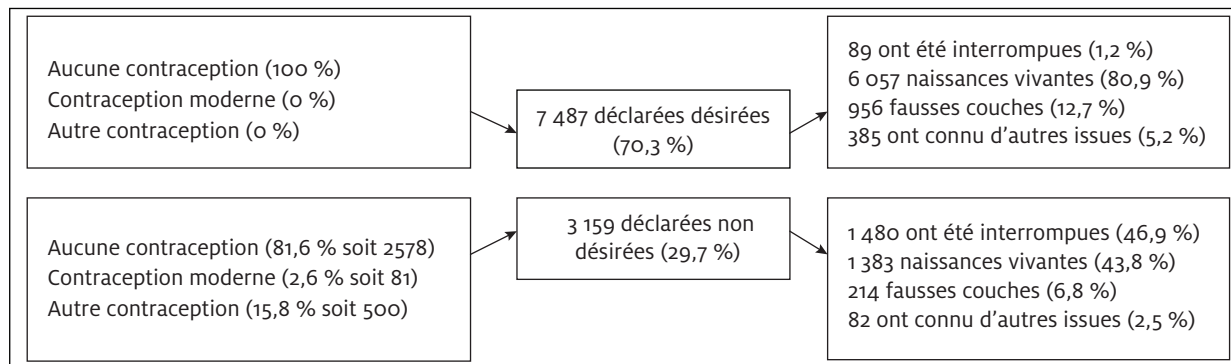 Aucune contraception (100 %)
Contraception moderne (0 %)
Autre contraception (0 %)
7 487 déclarées désirées
(70,3 %)
89 ont été interrompues (1,2 %)
6 057 naissances vivantes (80,9 %)
956 fausses couches (12,7 %)
385 ont connu d'autres issues (5,2 %)
Aucune contraception (81,6 % soit 2578)
Contraception moderne (2,6 % soit 81)
Autre contraception (15,8 % soit 500)
3 159 déclarées non
désirées (29,7 %)
1 480 ont été interrompues (46,9 %)
1 383 naissances vivantes (43,8 %)
214 fausses couches (6,8 %)
82 ont connu d'autres issues (2,5 %)